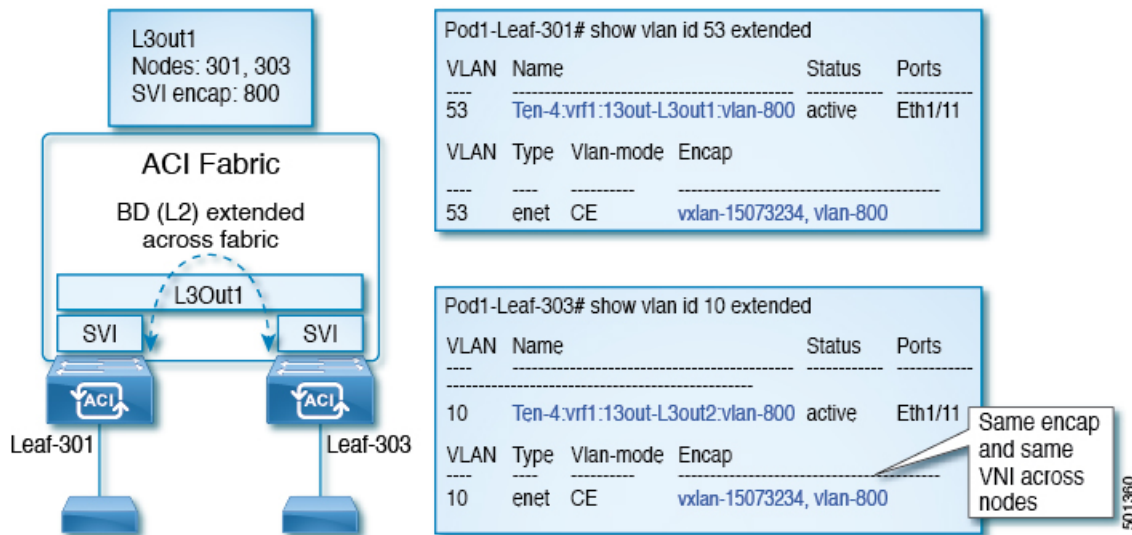 L3out1
Nodes: 301, 303
SVI encap: 800
ACI Fabric
BD (L2) extended
across fabric
L3Out1
SVI
SVI
ACI
ACI
Leaf-301
Leaf-303
Pod1-Leaf-301# show vlan id 53 extended
VLAN Name Status Ports
---- -------------------------------------------- ------------ ------------
53 Ten-4:vrf1:13out-L3out1:vlan-800 active Eth1/11
VLAN Type Vlan-mode Encap
---- ---- ---------- -----------------------------------------
53 enet CE vxlan-15073234, vlan-800
Pod1-Leaf-303# show vlan id 10 extended
VLAN Name Status Ports
---- -------------------------------------------- ------------ ------------
------------------------------------------------
10 Ten-4:vrf1:13out-L3out2:vlan-800 active Eth1/11
VLAN Type Vlan-mode Encap
---- ---- ---------- -----------------------------------------
10 enet CE vxlan-15073234, vlan-800
Same encap
and same
VNI across
nodes
501360